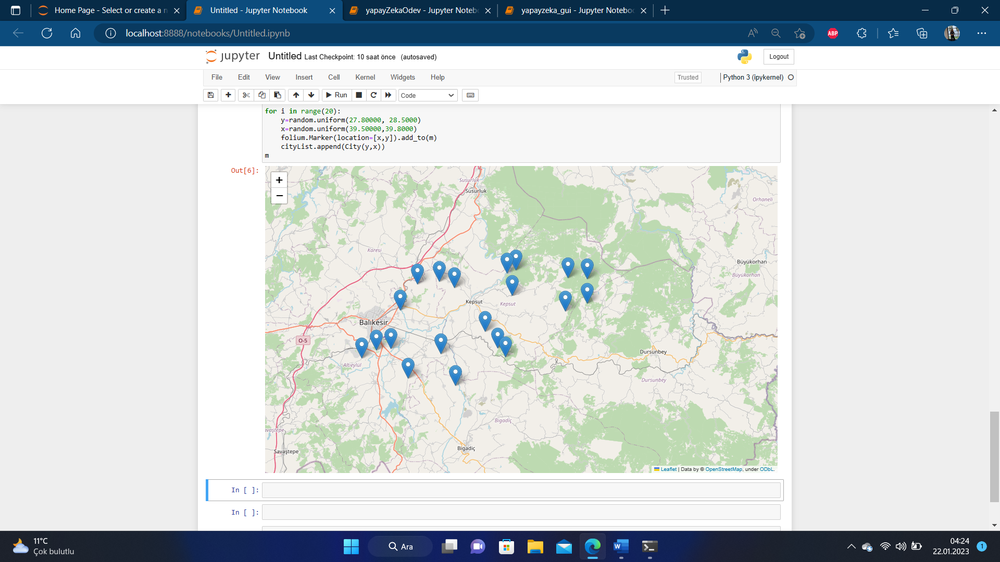 Home Page - Select or create a n
Untitled - Jupyter Notebook
yapayZekaOdev - Jupyter Notebo
yapayzeka_gui - Jupyter Noteboo
localhost:8888/notebooks/Untitled.ipynb
ABP
jupyter Untitled Last Checkpoint: 10 saat önce (autosaved)
Logout
File Edit View Insert Cell Kernel Widgets Help
Trusted
Python 3 (ipykernel)
Run
Code
for i in range(20):
    y=random.uniform(27.80000, 28.5000)
    x=random.uniform(39.50000,39.8000)
    folium.Marker(location=[x,y]).add_to(m)
    cityList.append(City(y,x))
m
Out[6]:
+
−
Susurluk
Susurluk
Orhaneli
Karesi
Büyükorhan
Büyükorhan
Kepsut
Kepsut
Balıkesir
O-5
Dursunbey
Altıeylül
Dursunbey
Bigadiç
avaştepe
Bigadiç
Savaştepe
Leaflet | Data by © OpenStreetMap, under ODbL.
In [ ]:
In [ ]:
11°C
Çok bulutlu
Ara
04:24
22.01.2023
1